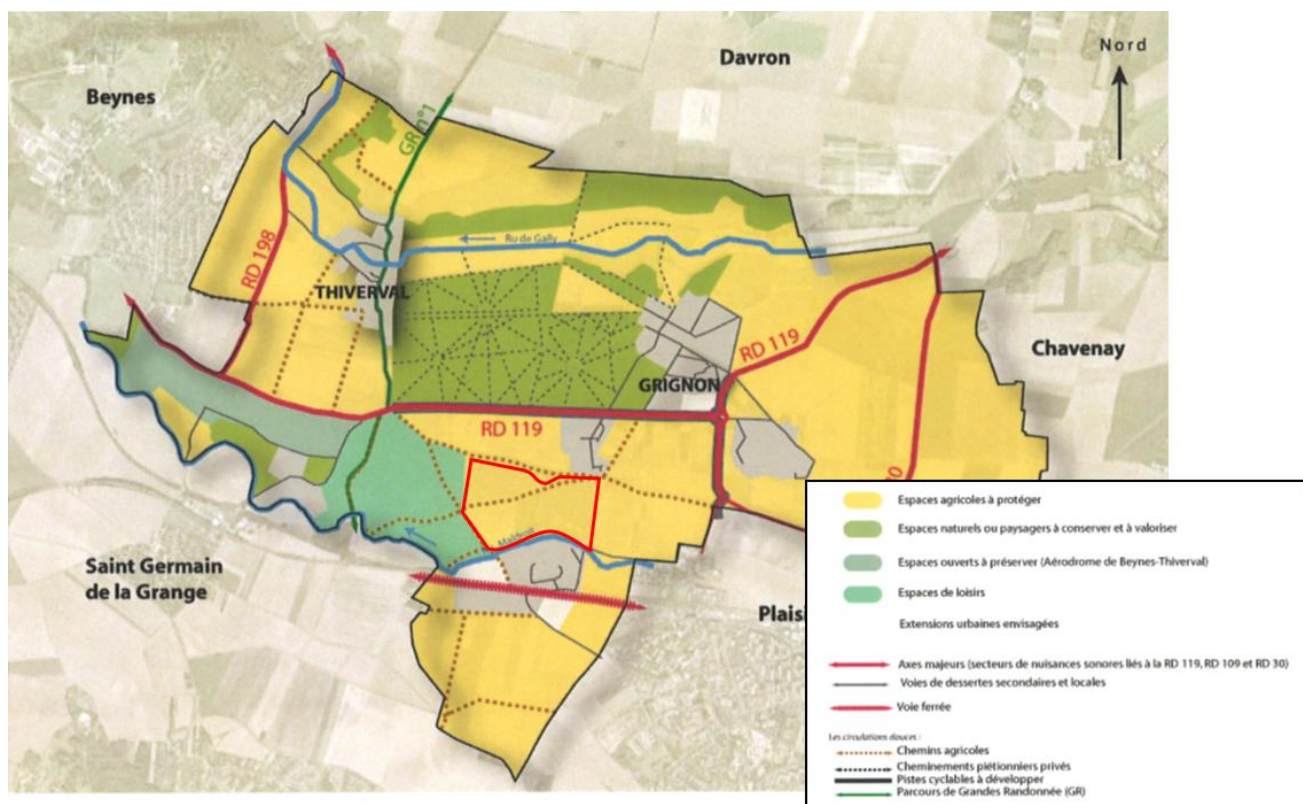 Nord
Davron
Beynes
GR n°1
RD 198
Ru de Gally
THIVERVAL
RD 119
Chavenay
GRIGNON
RD 119
Maldroit
Saint Germain
de la Grange
Espaces agricoles à protéger
Espaces naturels ou paysagers à conserver et à valoriser
Espaces ouverts à préserver (Aérodrome de Beynes-Thiverval)
Espaces de loisirs
Extensions urbaines envisagées
Axes majeurs (secteurs de nuisances sonores liés à la RD 119, RD 109 et RD 30)
Voies de dessertes secondaires et locales
Voie ferrée
Les circulations douces :
Chemins agricoles
Cheminements piétionniers privés
Pistes cyclables à développer
Parcours de Grandes Randonnée (GR)